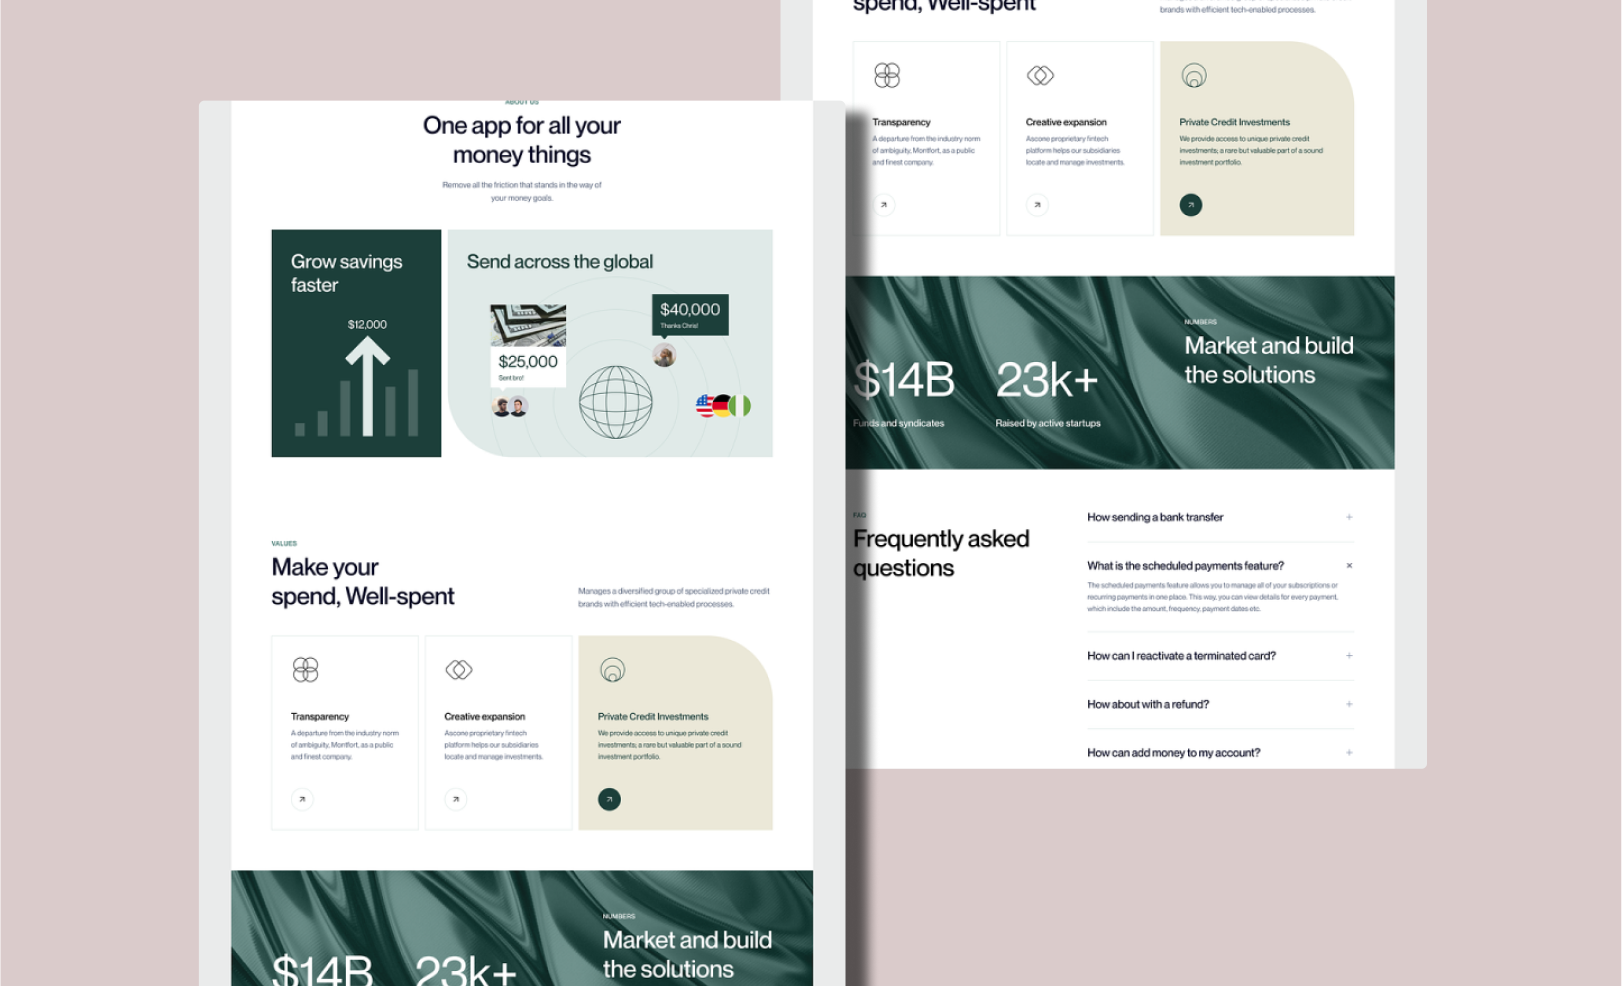 ABOUT US
One app for all your
money things
Remove all the friction that stands in the way of
your money goals.
Grow savings
faster
$12,000
Send across the global
$25,000
Sent bro!
$40,000
Thanks Chris!
VALUES
Make your
spend, Well-spent
Manages a diversified group of specialized private credit
brands with efficient tech-enabled processes.
Transparency
A departure from the industry norm
of ambiguity, Montfort, as a public
and finest company.
Creative expansion
Ascone proprietary fintech
platform helps our subsidiaries
locate and manage investments.
Private Credit Investments
We provide access to unique private credit
investments; a rare but valuable part of a sound
investment portfolio.
$14B
23k+
NUMBERS
Market and build
the solutions
spend, Well-spent
brands with efficient tech-enabled processes.
Transparency
A departure from the industry norm
of ambiguity, Montfort, as a public
and finest company.
Creative expansion
Ascone proprietary fintech
platform helps our subsidiaries
locate and manage investments.
Private Credit Investments
We provide access to unique private credit
investments; a rare but valuable part of a sound
investment portfolio.
$14B
Funds and syndicates
23k+
Raised by active startups
NUMBERS
Market and build
the solutions
FAQ
Frequently asked
questions
How sending a bank transfer
What is the scheduled payments feature?
The scheduled payments feature allows you to manage all of your subscriptions or
recurring payments in one place. This way, you can view details for every payment,
which include the amount, frequency, payment dates etc.
How can I reactivate a terminated card?
How about with a refund?
How can add money to my account?